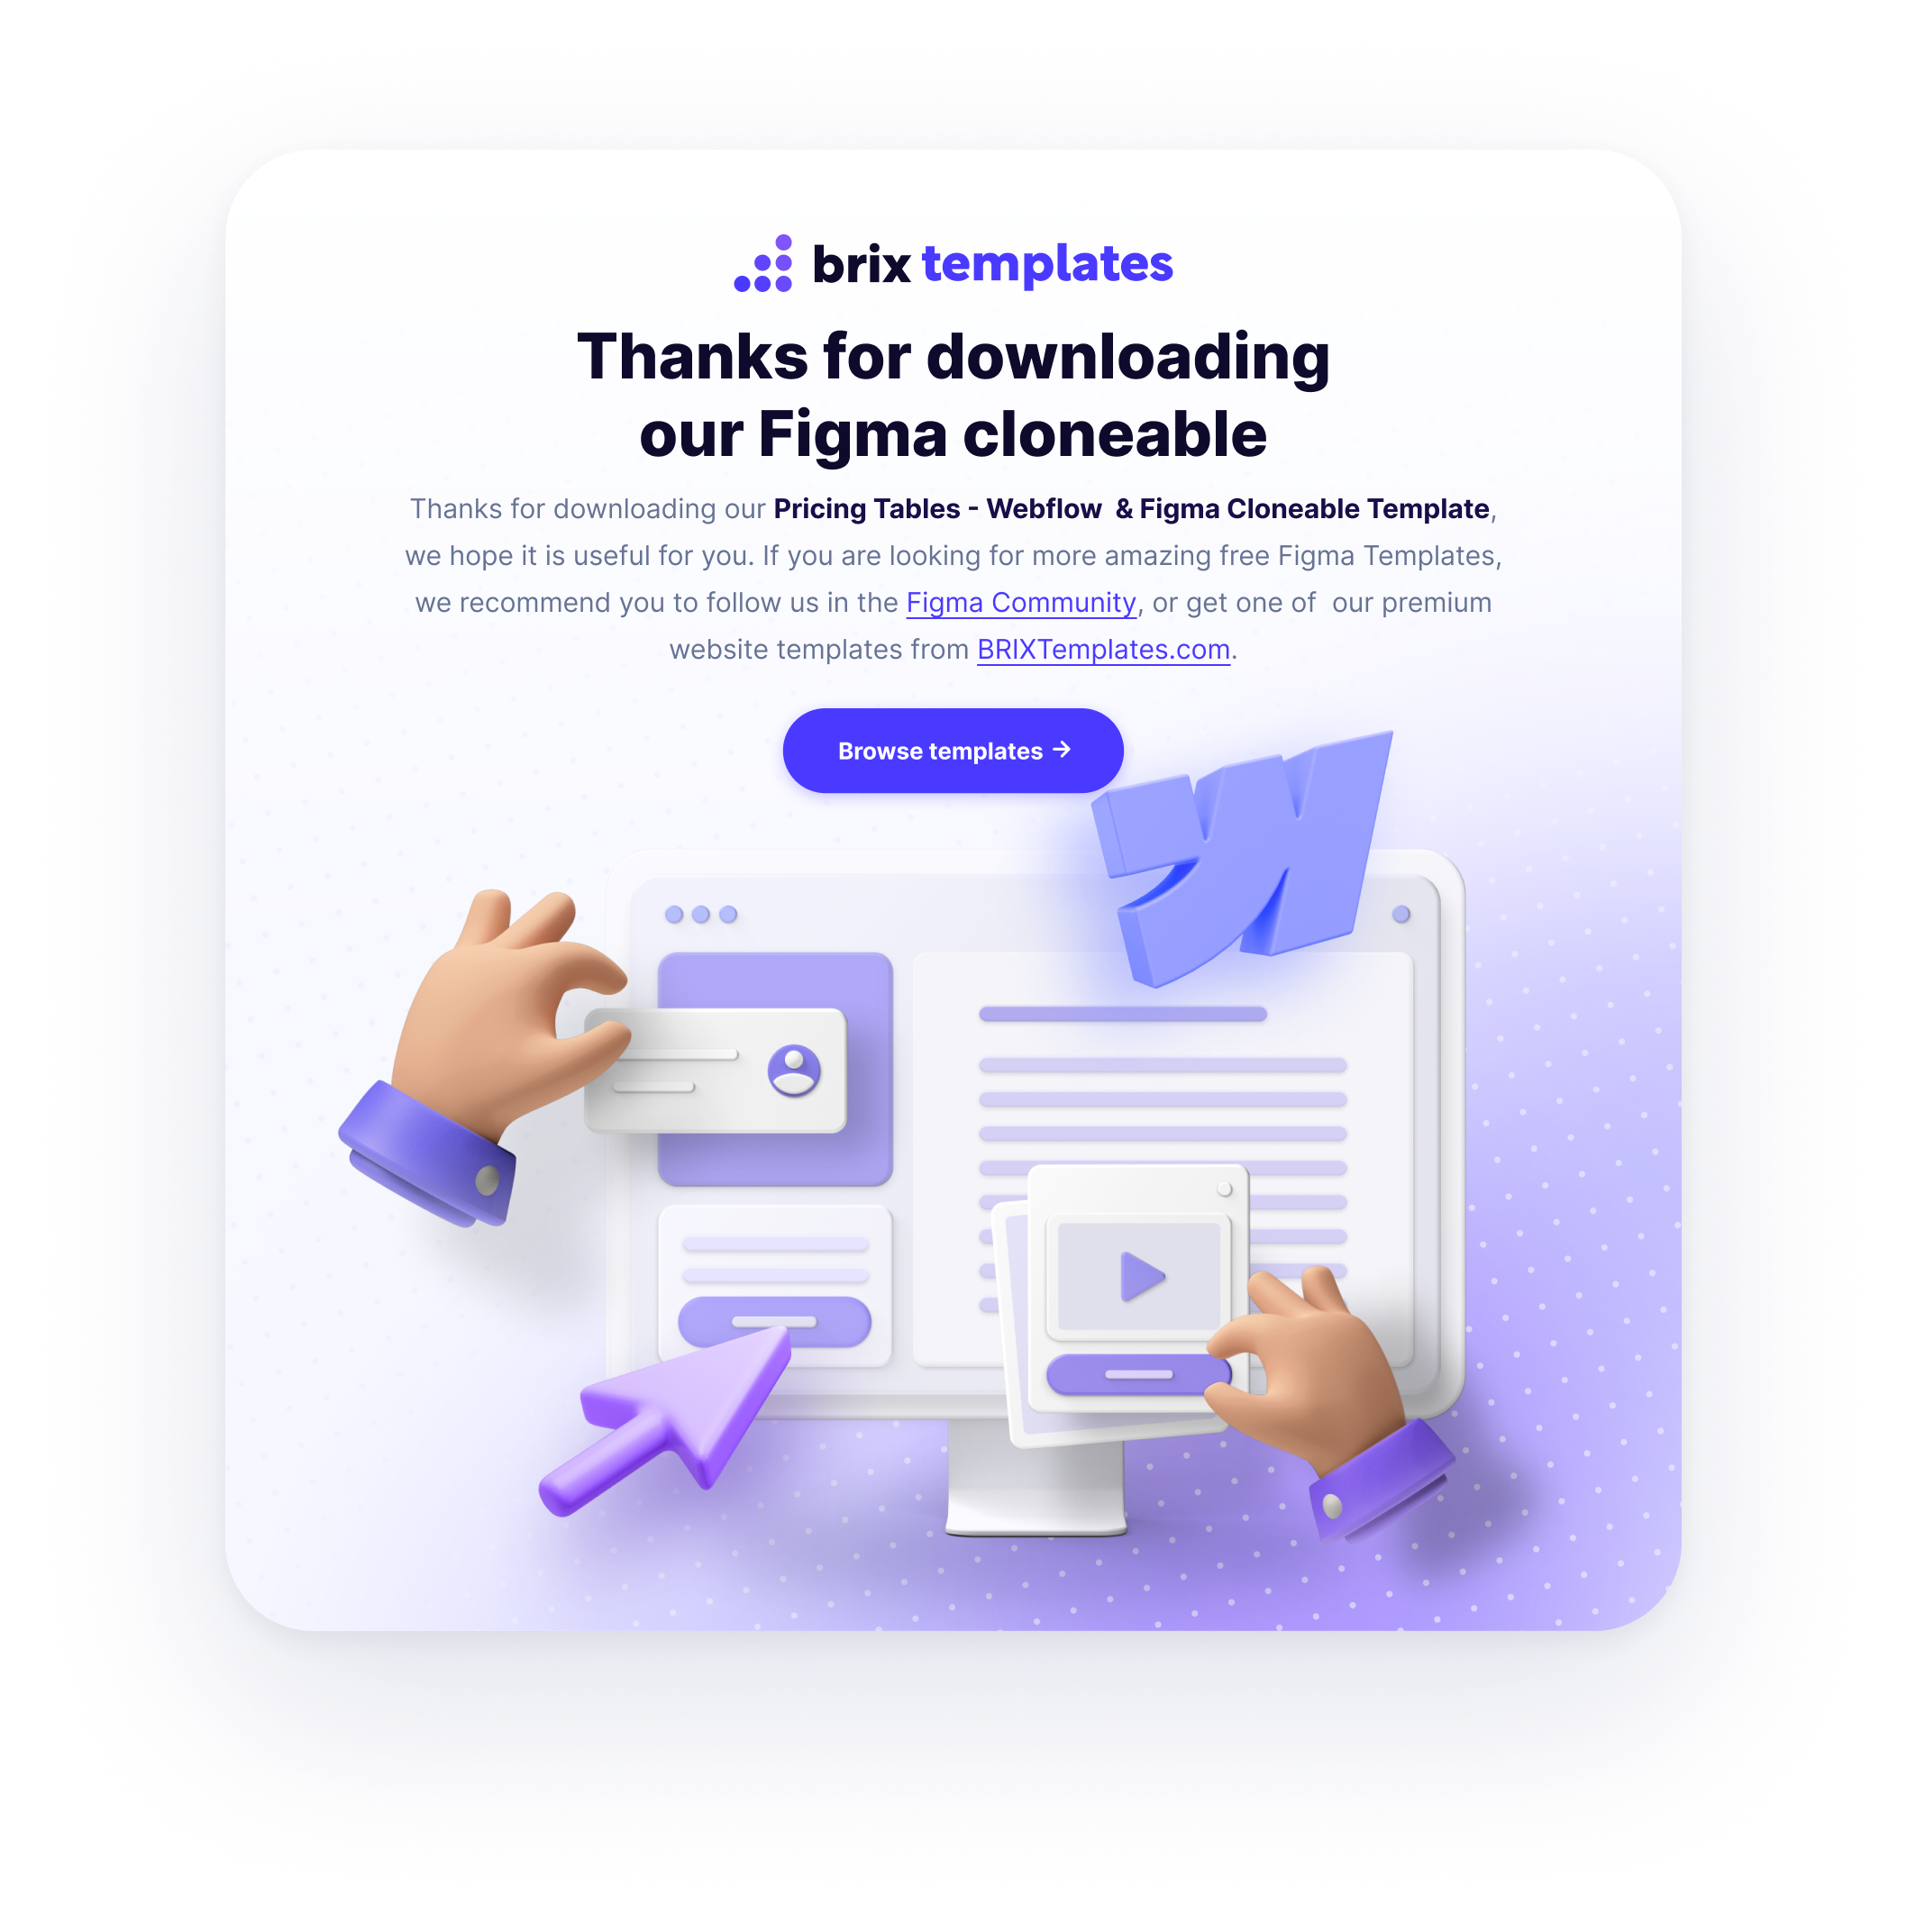 brix templates
Thanks for downloading
our Figma cloneable
Thanks for downloading our Pricing Tables - Webflow  & Figma Cloneable Template,
we hope it is useful for you. If you are looking for more amazing free Figma Templates,
we recommend you to follow us in the Figma Community, or get one of  our premium
website templates from BRIXTemplates.com.
Browse templates →